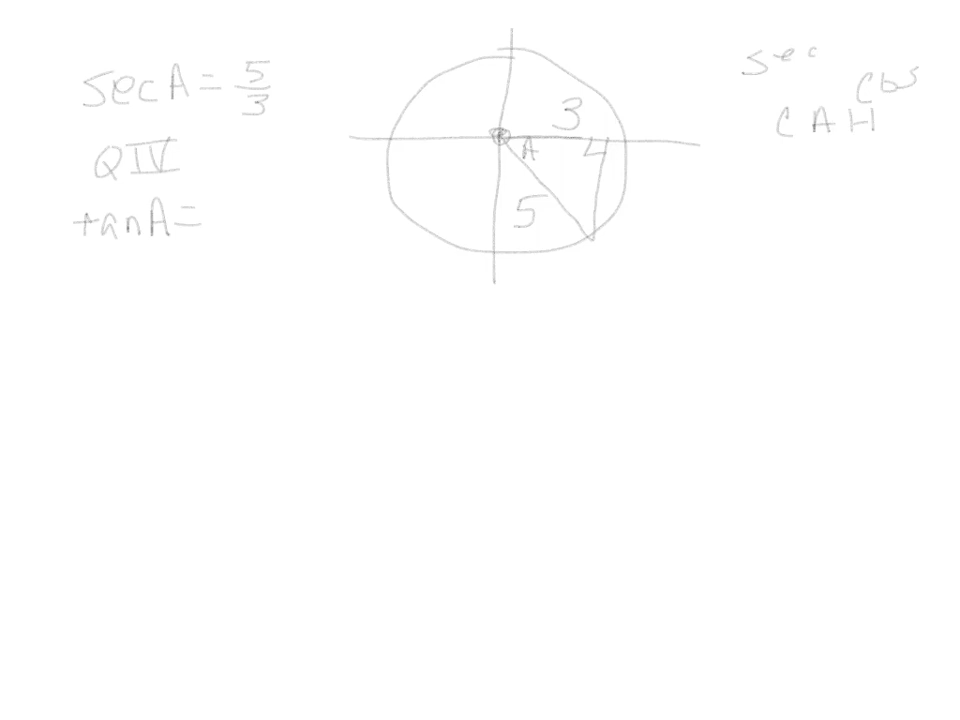 secA = 5/3
QIV
tanA =
3
A
4
5
sec
cos
CAH